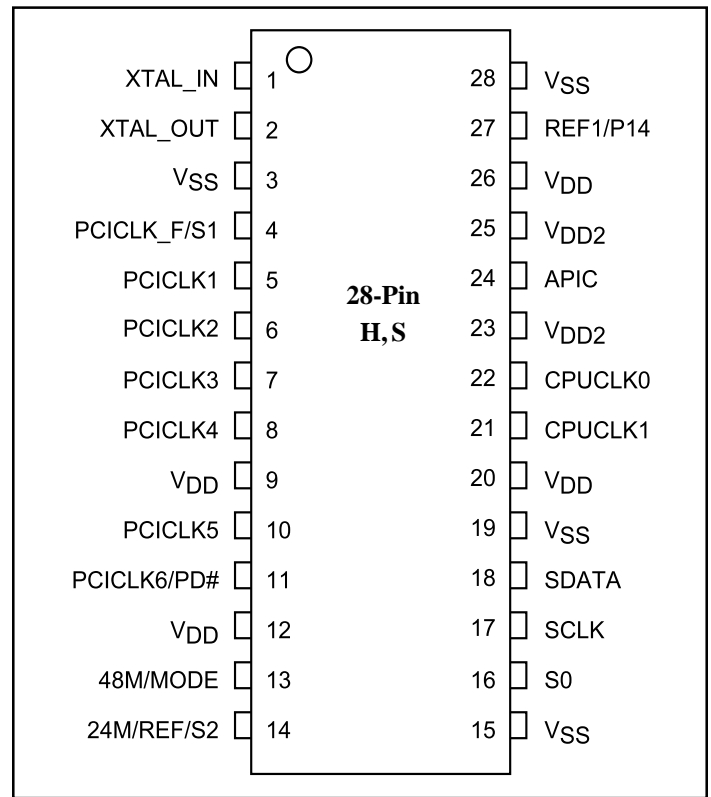 XTAL_IN 1 28 VSS
XTAL_OUT 2 27 REF1/P14
VSS 3 26 VDD
PCICLK_F/S1 4 25 VDD2
PCICLK1 5 24 APIC
28-Pin
PCICLK2 6 23 VDD2
H, S
PCICLK3 7 22 CPUCLK0
PCICLK4 8 21 CPUCLK1
VDD 9 20 VDD
PCICLK5 10 19 VSS
PCICLK6/PD# 11 18 SDATA
VDD 12 17 SCLK
48M/MODE 13 16 S0
24M/REF/S2 14 15 VSS